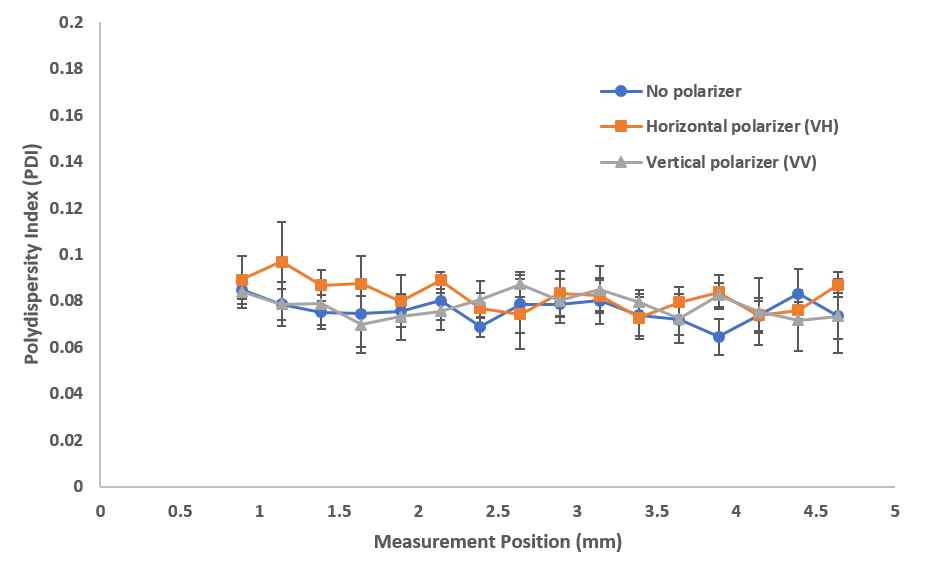 0.2
0.18
0.16
0.14
0.12
0.1
0.08
0.06
0.04
0.02
0
Polydispersity Index (PDI)
No polarizer
Horizontal polarizer (VH)
Vertical polarizer (VV)
0 0.5 1 1.5 2 2.5 3 3.5 4 4.5 5
Measurement Position (mm)